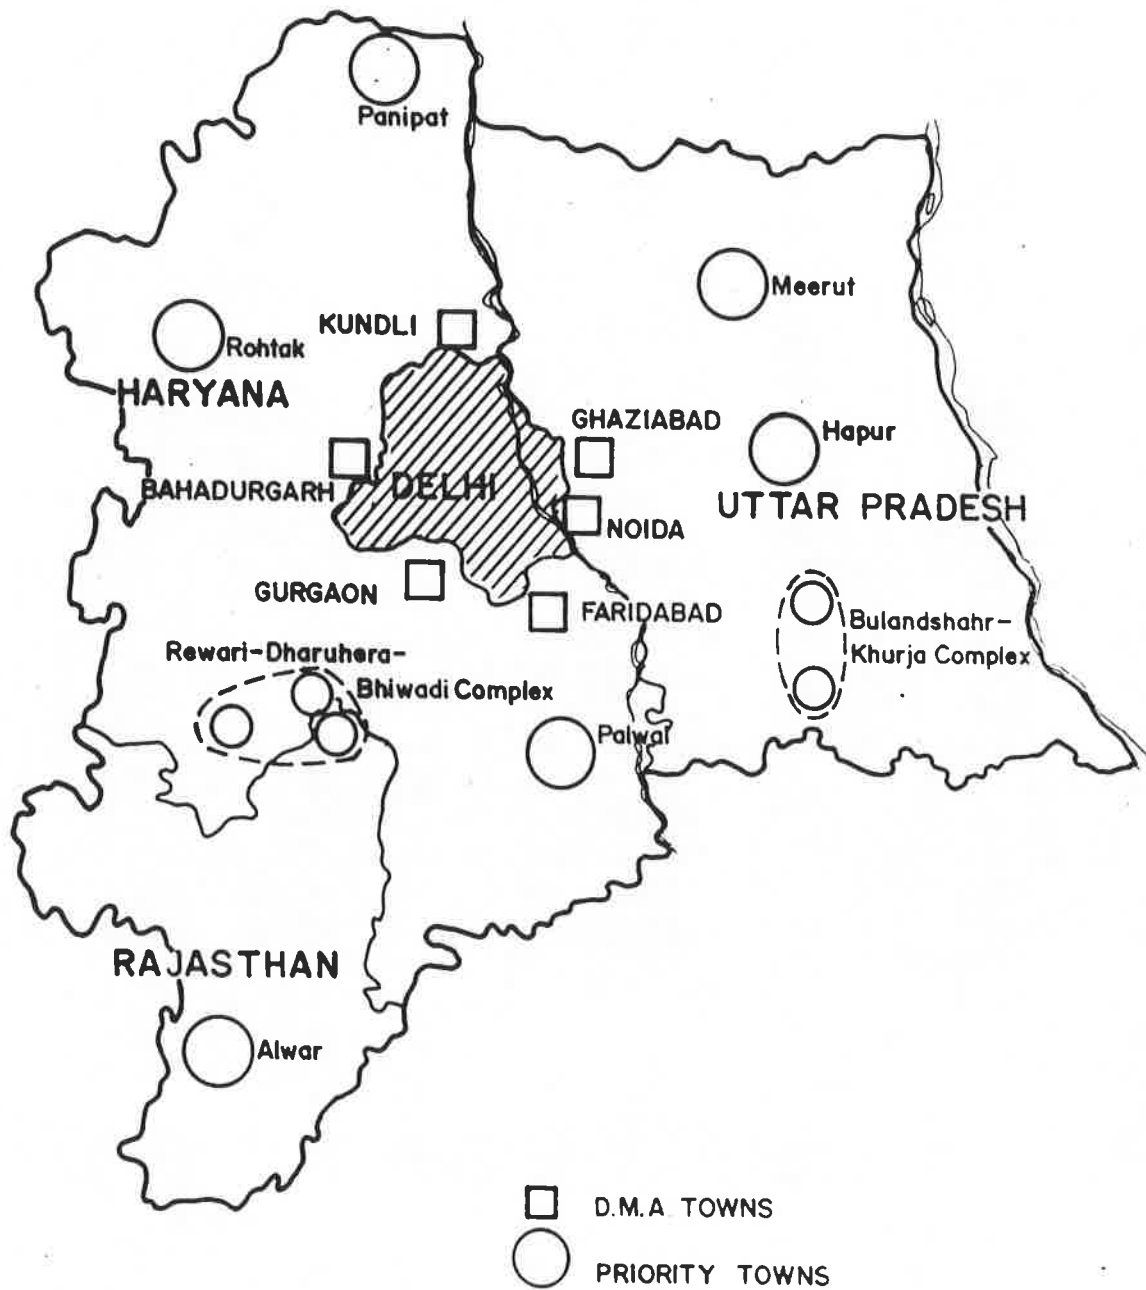 Panipat
Meerut
KUNDLI
Rohtak
HARYANA
GHAZIABAD
Hapur
BAHADURGARH
DELHI
UTTAR PRADESH
NOIDA
GURGAON
FARIDABAD
Bulandshahr-
Khurja Complex
Rewari-Dharuhera-
Bhiwadi Complex
Palwal
RAJASTHAN
Alwar
D.M.A TOWNS
PRIORITY TOWNS